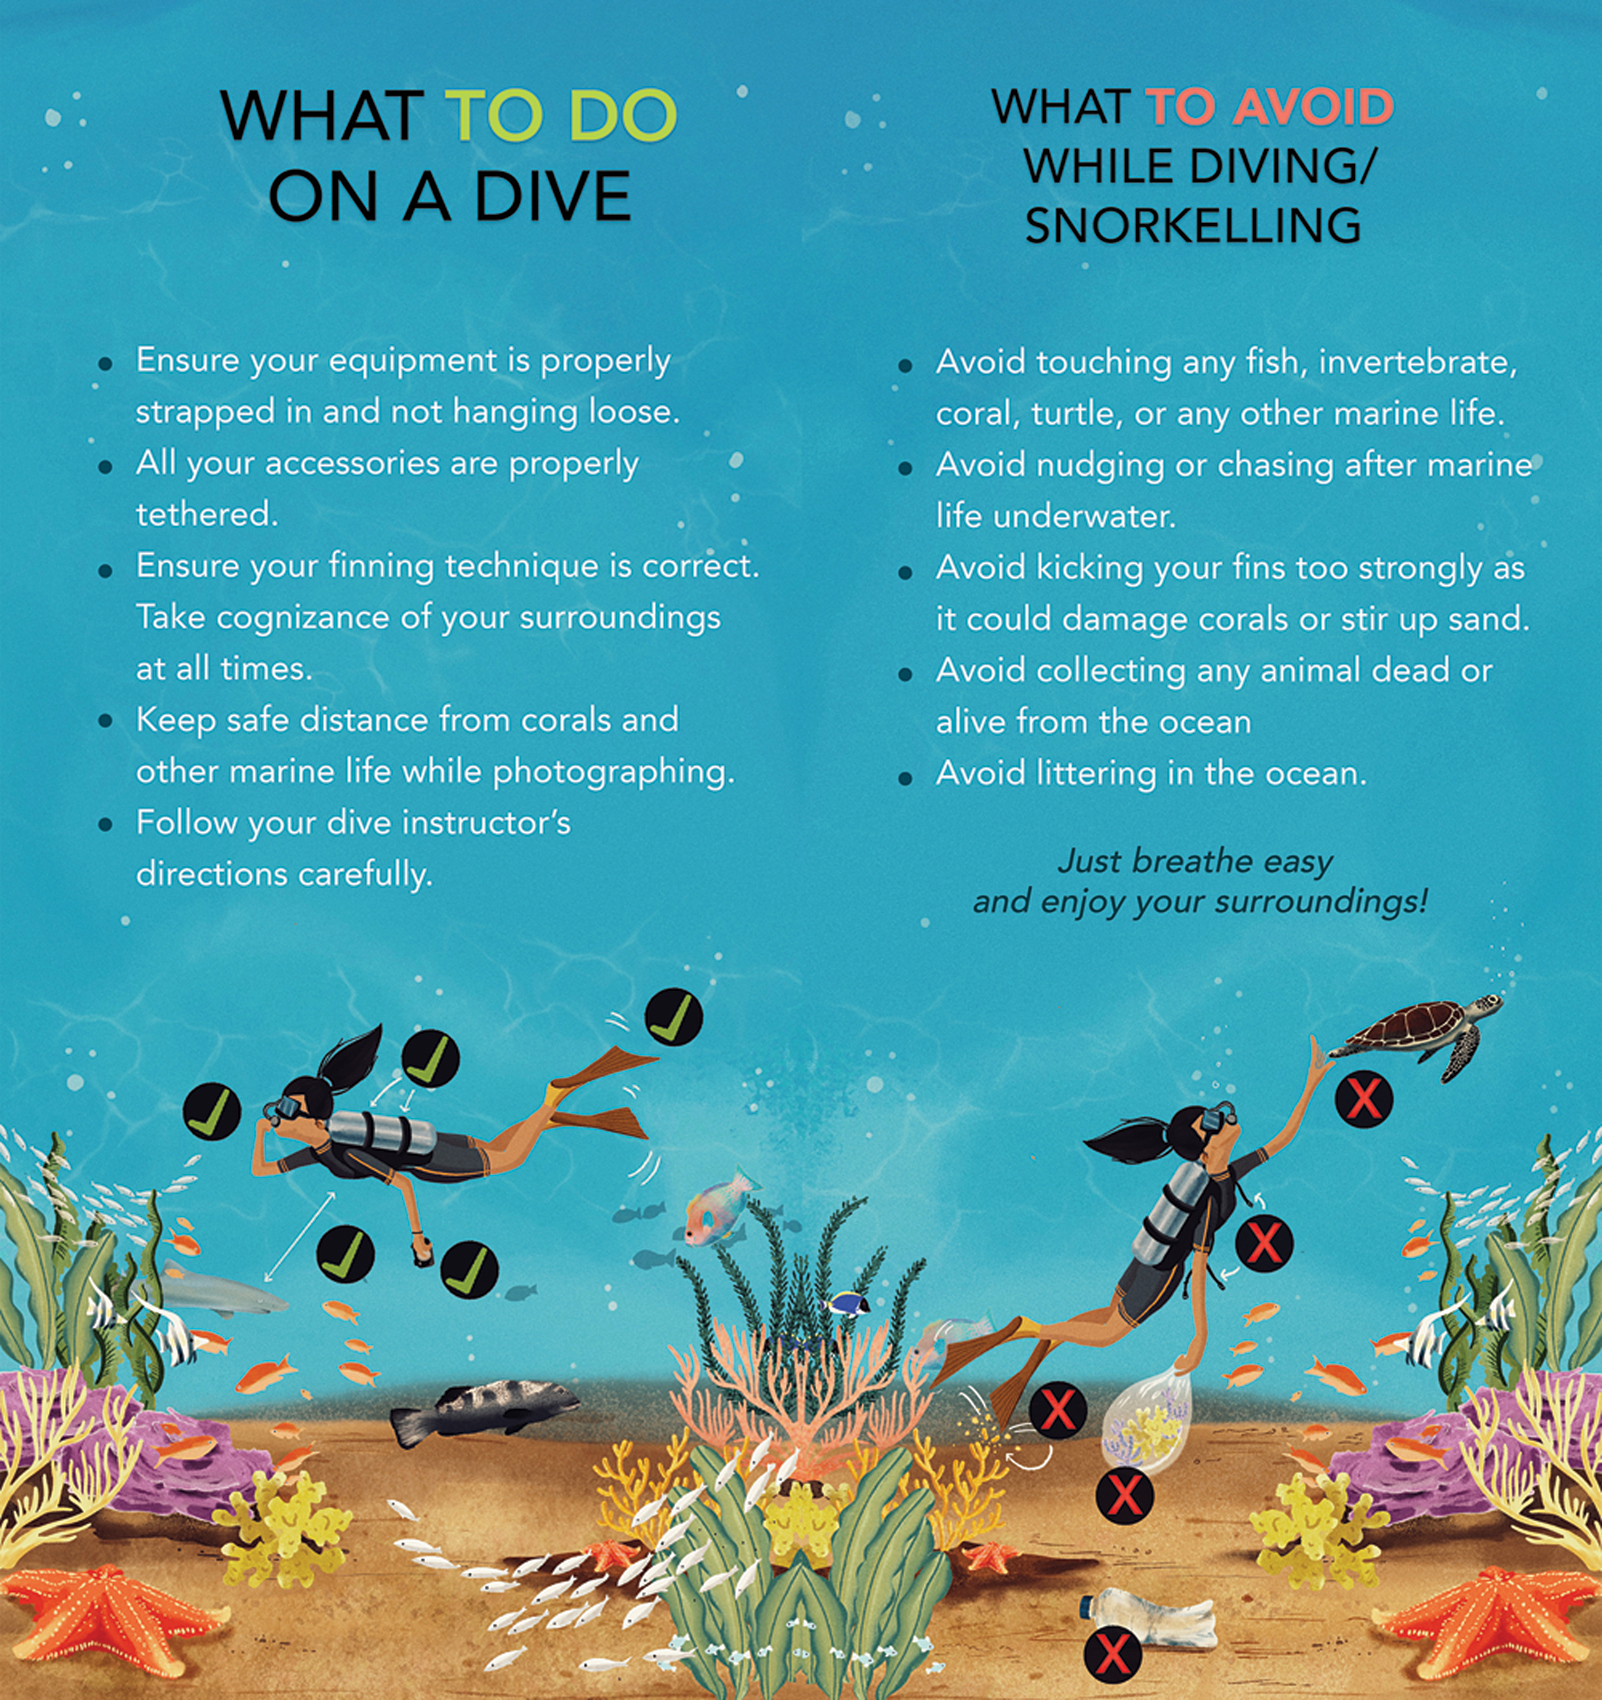 WHAT TO DO
ON A DIVE
• Ensure your equipment is properly
strapped in and not hanging loose.
• All your accessories are properly
tethered.
• Ensure your finning technique is correct.
Take cognizance of your surroundings
at all times.
• Keep safe distance from corals and
other marine life while photographing.
• Follow your dive instructor’s
directions carefully.
WHAT TO AVOID
WHILE DIVING/
SNORKELLING
• Avoid touching any fish, invertebrate,
coral, turtle, or any other marine life.
• Avoid nudging or chasing after marine
life underwater.
• Avoid kicking your fins too strongly as
it could damage corals or stir up sand.
• Avoid collecting any animal dead or
alive from the ocean
• Avoid littering in the ocean.
Just breathe easy
and enjoy your surroundings!
X
X
X
X
X